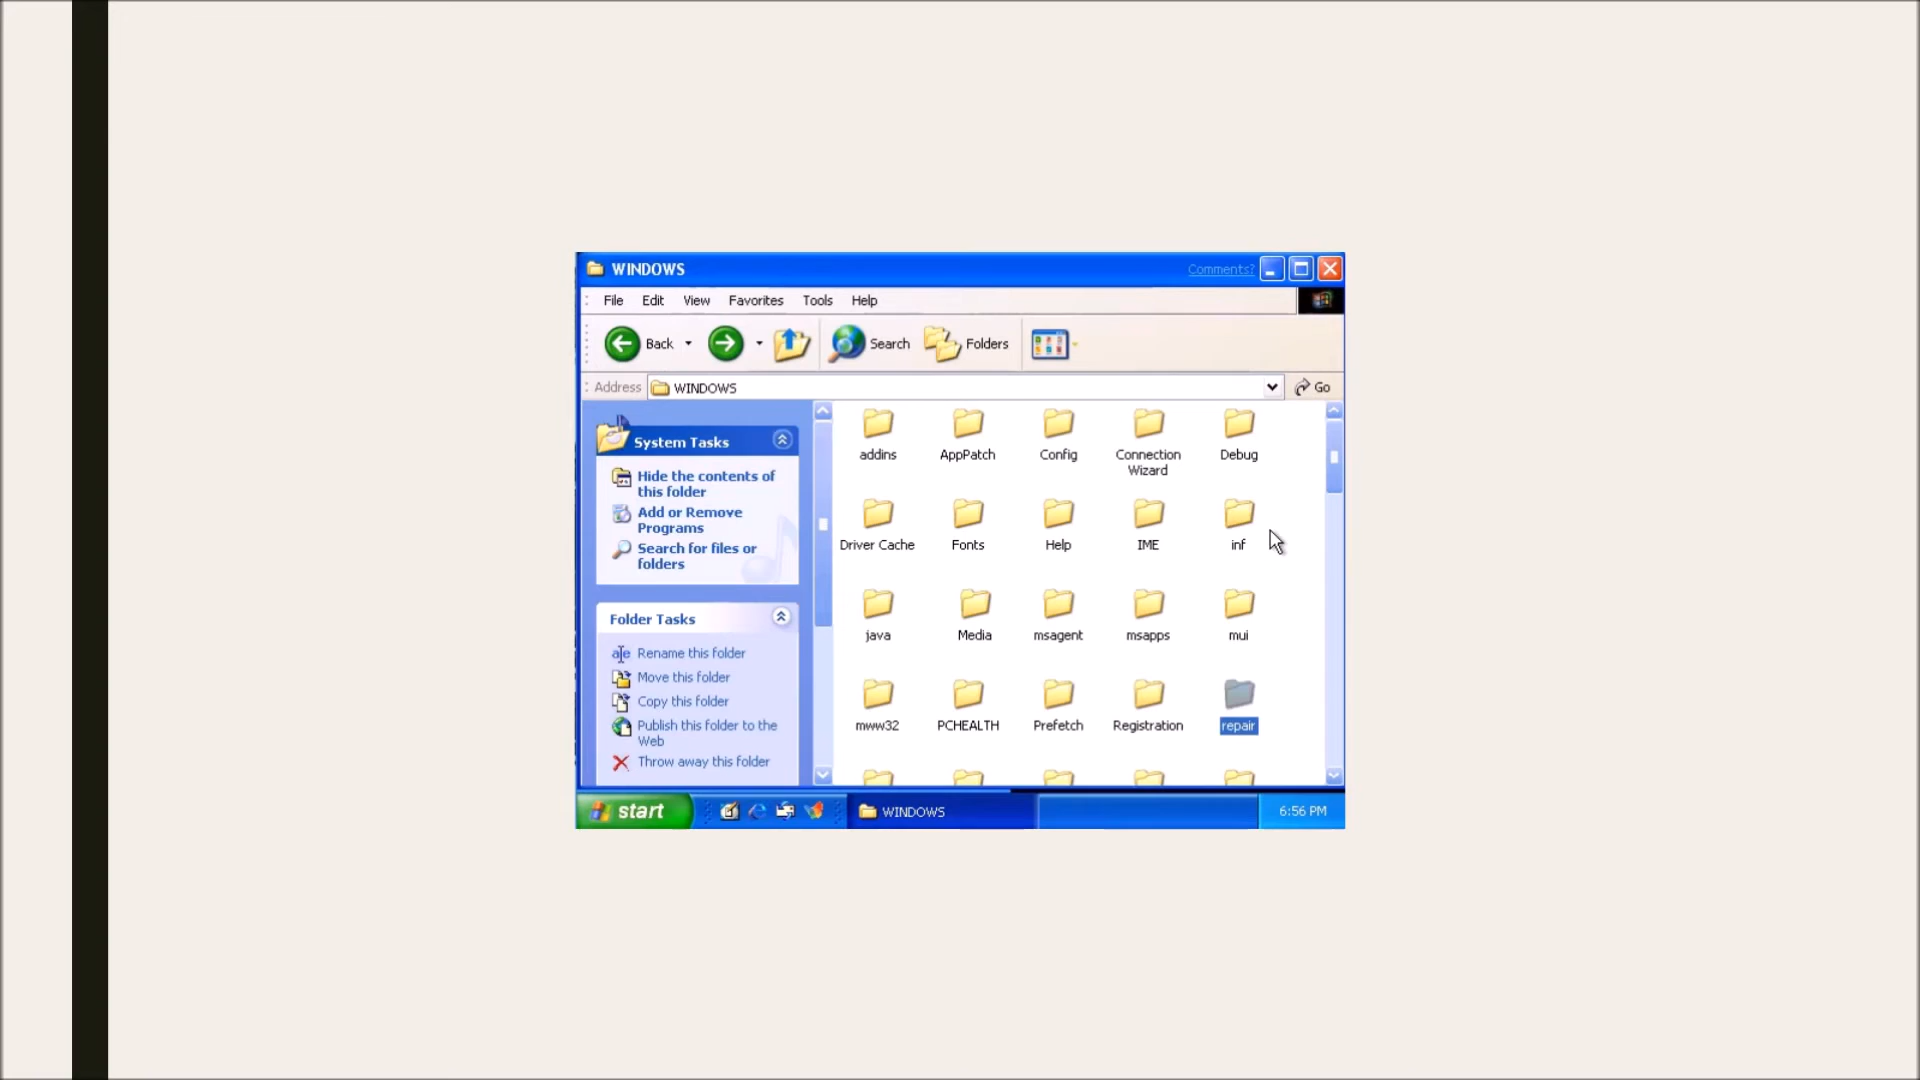 WINDOWS
Comments?
File Edit View Favorites Tools Help
Back Search Folders
Address WINDOWS Go
System Tasks
Hide the contents of
this folder
Add or Remove
Programs
Search for files or
folders
Folder Tasks
Rename this folder
Move this folder
Copy this folder
Publish this folder to the
Web
Throw away this folder
addins AppPatch Config Connection Debug
Wizard
Driver Cache Fonts Help IME inf
java Media msagent msapps mui
mww32 PCHEALTH Prefetch Registration repair
start WINDOWS 6:56 PM